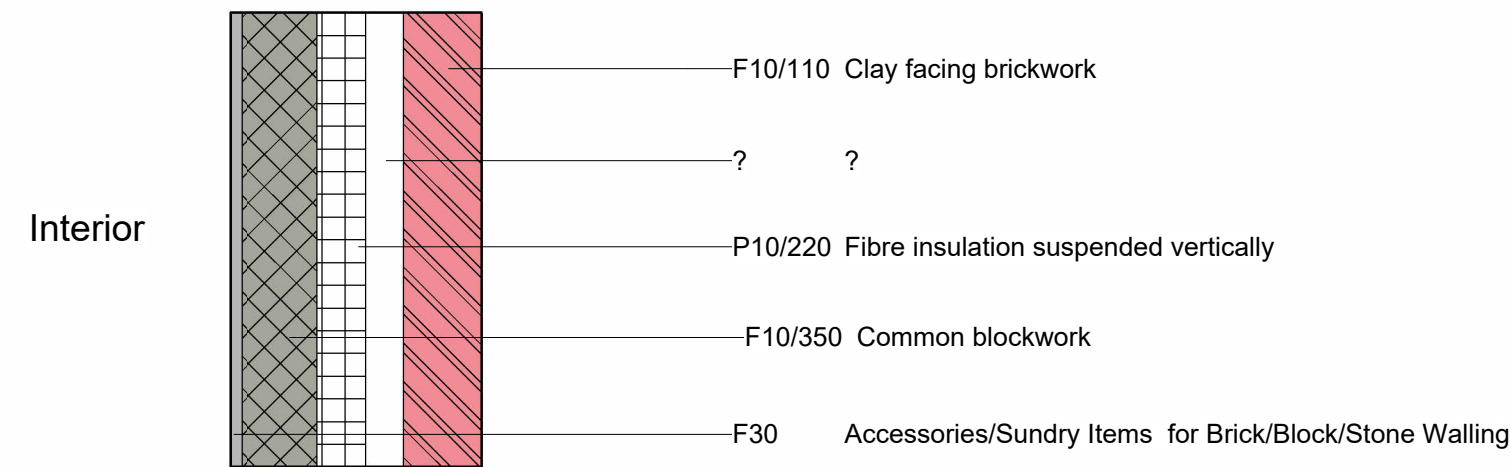 F10/110 Clay facing brickwork
? ?
Interior
P10/220 Fibre insulation suspended vertically
F10/350 Common blockwork
F30 Accessories/Sundry Items for Brick/Block/Stone Walling